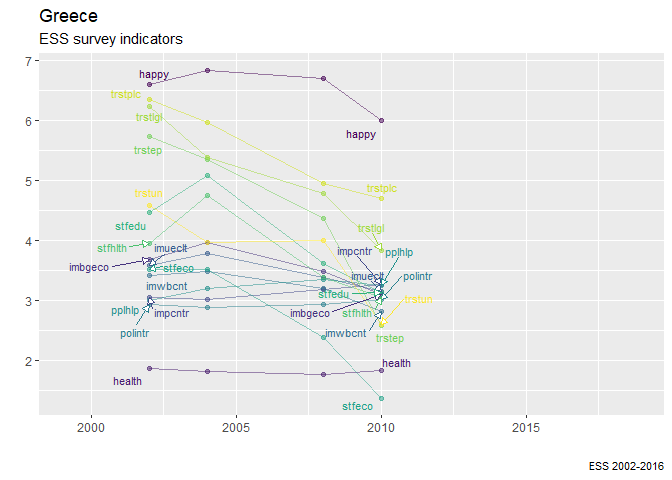 Greece
ESS survey indicators
7
happy
trstplc
trstlgl
6
happy
trstep
5
trstplc
trstun
stfedu
trstlgl
4
stfhlth
imueclt
impcntr
pplhlp
imbgeco
stfeco
imueclt
polintr
imwbcnt
stfedu
3
pplhlp
impcntr
imbgeco
stfhlth
trstun
polintr
imwbcnt
trstep
2
health
health
stfeco
2000
2005
2010
2015
ESS 2002-2016